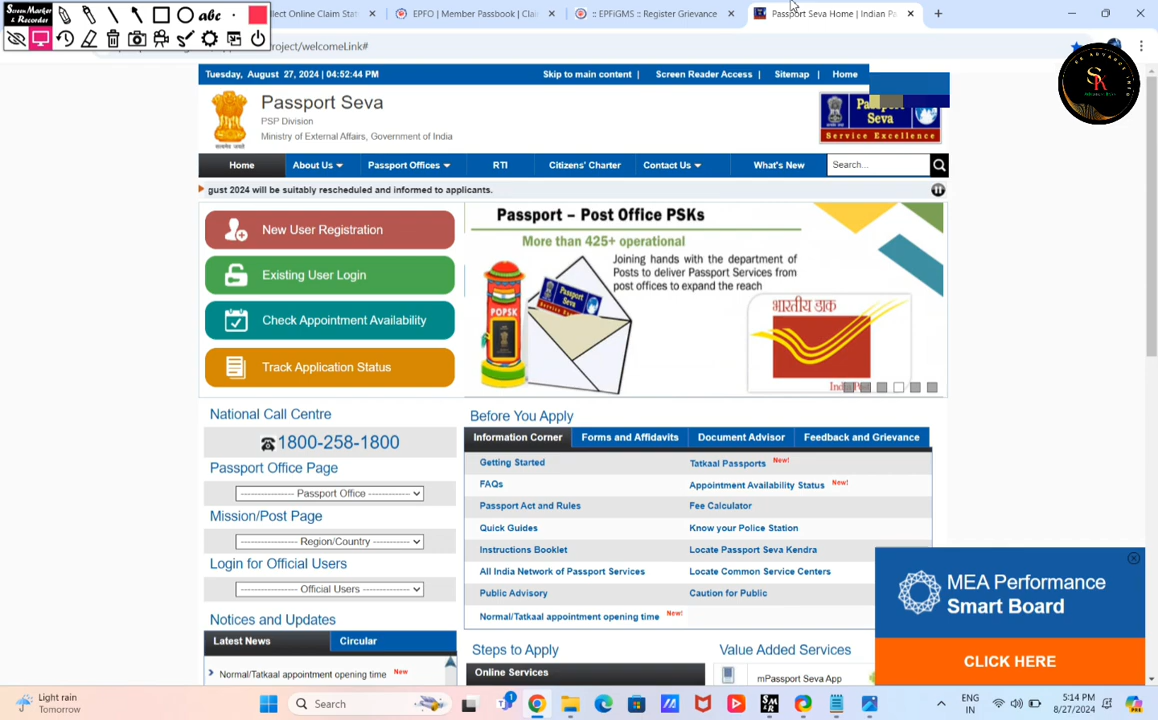 Screen Marker
& Recorder
abc
llect Online Claim Stat
EPFO | Member Passbook | Clai
:: EPFiGMS :: Register Grievance
Passport Seva Home | Indian Pa
roject/welcomeLink#
Tuesday, August 27, 2024 | 04:52:44 PM
Skip to main content |
Screen Reader Access |
Sitemap |
Home
SK
Passport Seva
PSP Division
Ministry of External Affairs, Government of India
सत्यमेव जयते
Passport
Seva
Service Excellence
Home
About Us
Passport Offices
RTI
Citizens' Charter
Contact Us
What's New
Search...
gust 2024 will be suitably rescheduled and informed to applicants.
New User Registration
Existing User Login
Check Appointment Availability
Track Application Status
Passport – Post Office PSKs
More than 425+ operational
Joining hands with the department of
Posts to deliver Passport Services from
post offices to expand the reach
POPSK
Passport
Seva
भारतीय डाक
National Call Centre
1800-258-1800
Passport Office Page
---------------- Passport Office -------------
Mission/Post Page
------------------ Region/Country ------------
Login for Official Users
----------------- Official Users -------------
Notices and Updates
Latest News
Circular
Normal/Tatkaal appointment opening time New
Before You Apply
Information Corner
Forms and Affidavits
Document Advisor
Feedback and Grievance
Getting Started
Tatkaal Passports New!
FAQs
Appointment Availability Status New!
Passport Act and Rules
Fee Calculator
Quick Guides
Know your Police Station
Instructions Booklet
Locate Passport Seva Kendra
All India Network of Passport Services
Locate Common Service Centers
Public Advisory
Caution for Public
Normal/Tatkaal appointment opening time New!
Steps to Apply
Online Services
Value Added Services
mPassport Seva App
MEA Performance
Smart Board
CLICK HERE
Light rain
Tomorrow
Search
1
ENG
IN
5:14 PM
8/27/2024